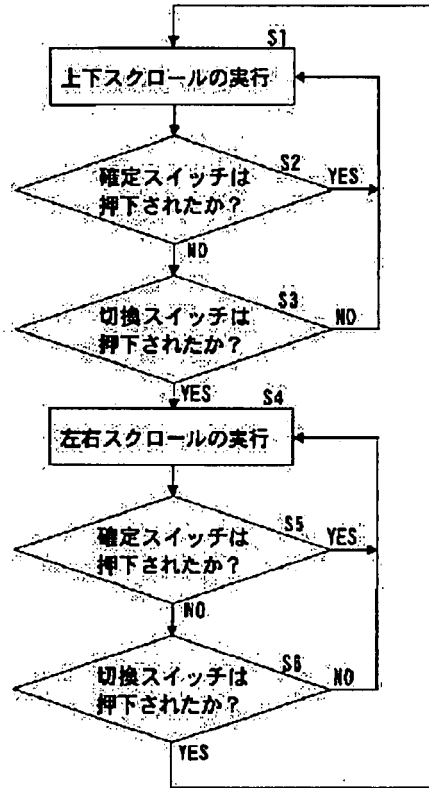 S1
上下スクロールの実行
S2
確定スイッチは
押下されたか？
YES
NO
S3
切換スイッチは
押下されたか？
NO
YES
S4
左右スクロールの実行
S5
確定スイッチは
押下されたか？
YES
NO
S6
切換スイッチは
押下されたか？
NO
YES